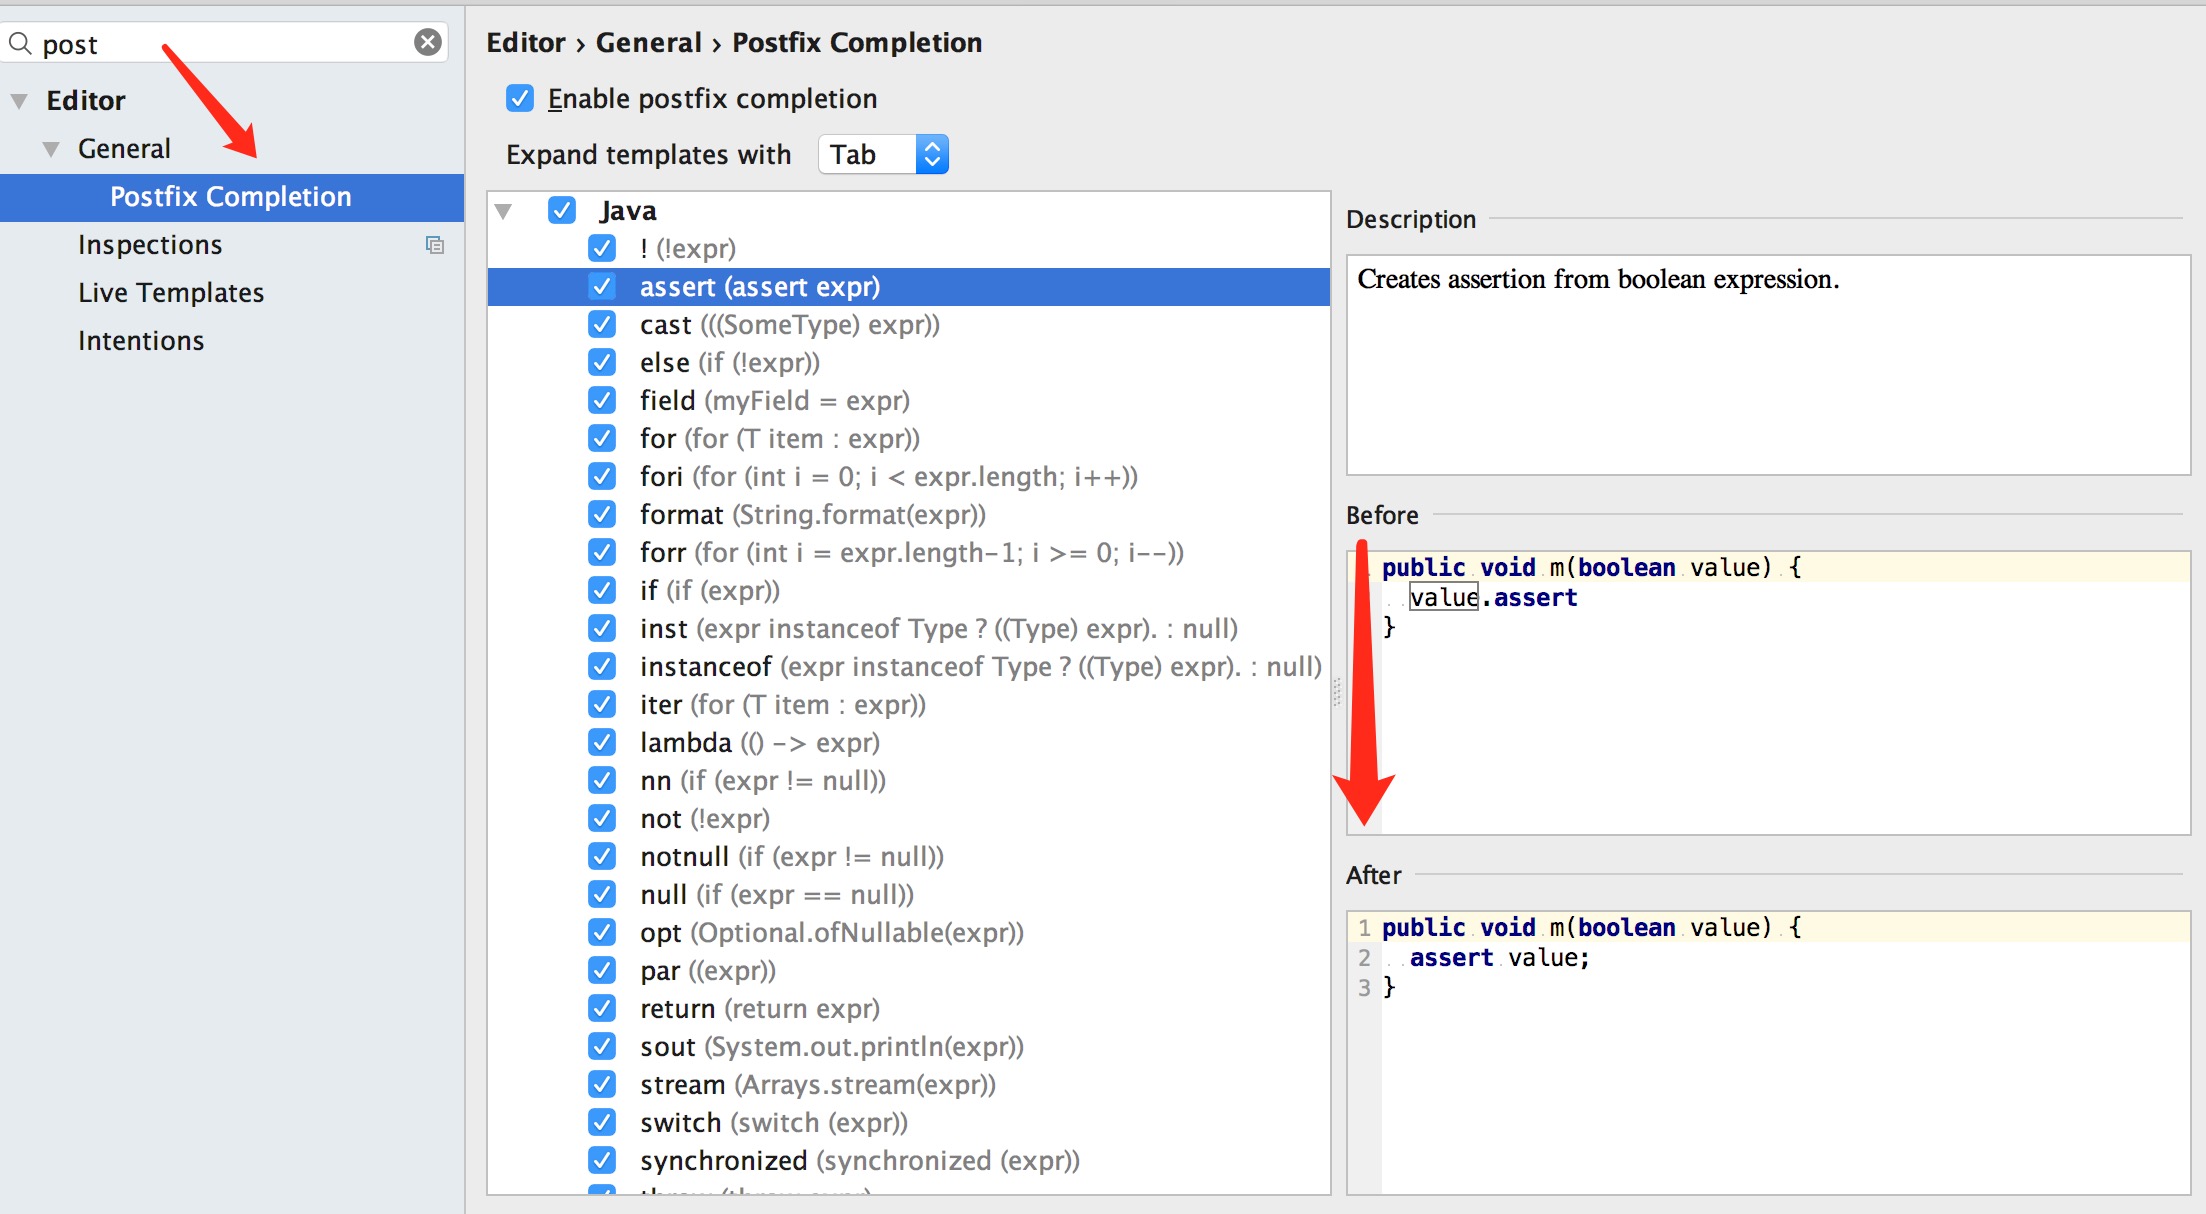 post
Editor
General
Postfix Completion
Inspections
Live Templates
Intentions
Editor › General › Postfix Completion
Enable postfix completion
Expand templates with Tab
Java
! (!expr)
assert (assert expr)
cast (((SomeType) expr))
else (if (!expr))
field (myField = expr)
for (for (T item : expr))
fori (for (int i = 0; i < expr.length; i++))
format (String.format(expr))
forr (for (int i = expr.length-1; i >= 0; i--))
if (if (expr))
inst (expr instanceof Type ? ((Type) expr). : null)
instanceof (expr instanceof Type ? ((Type) expr). : null)
iter (for (T item : expr))
lambda (() -> expr)
nn (if (expr != null))
not (!expr)
notnull (if (expr != null))
null (if (expr == null))
opt (Optional.ofNullable(expr))
par ((expr))
return (return expr)
sout (System.out.println(expr))
stream (Arrays.stream(expr))
switch (switch (expr))
synchronized (synchronized (expr))
Description
Creates assertion from boolean expression.
Before
public void m(boolean value) {
value.assert
}
After
1 public void m(boolean value) {
2 assert value;
3 }